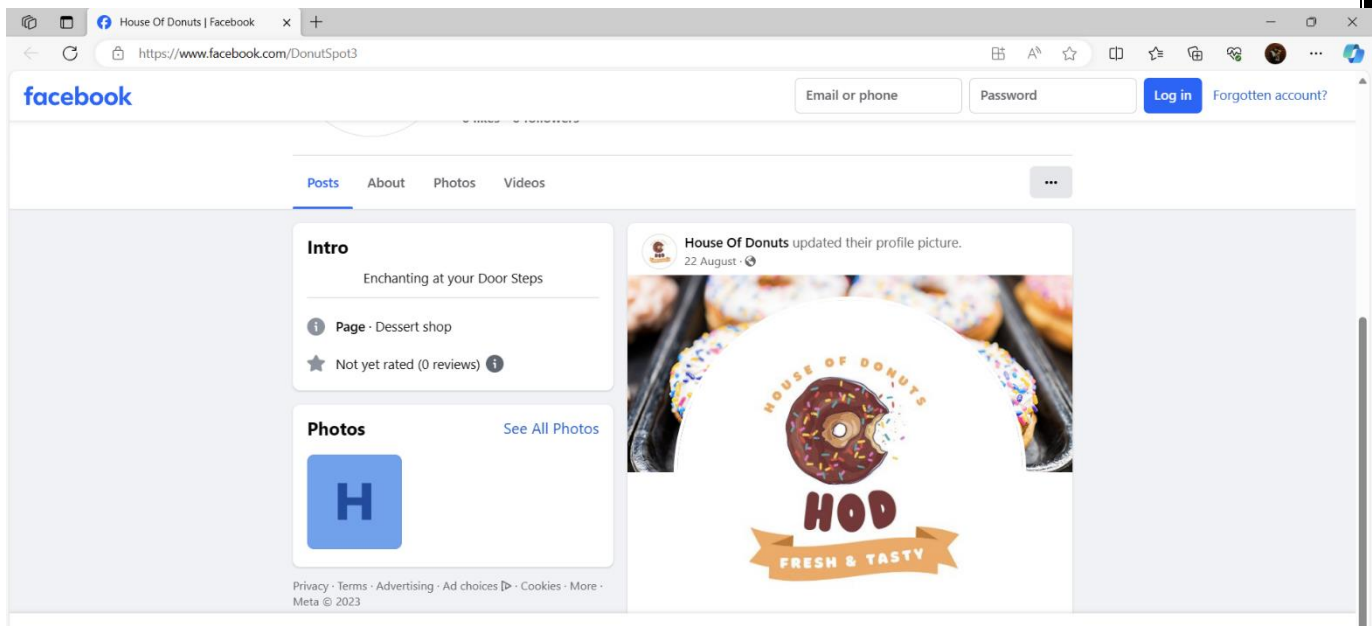 House Of Donuts | Facebook
https://www.facebook.com/DonutSpot3
facebook
Email or phone
Password
Log in
Forgotten account?
Posts
About
Photos
Videos
Intro
Enchanting at your Door Steps
Page · Dessert shop
Not yet rated (0 reviews)
Photos
See All Photos
H
Privacy · Terms · Advertising · Ad choices · Cookies · More ·
Meta © 2023
House Of Donuts updated their profile picture.
22 August ·
HOUSE OF DONUTS
HOD
FRESH & TASTY